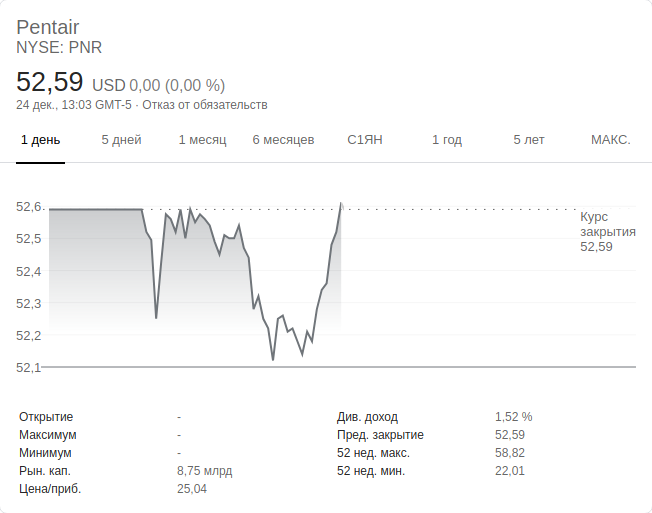 Pentair
NYSE: PNR
52,59 USD 0,00 (0,00 %)
24 дек., 13:03 GMT-5 · Отказ от обязательств
1 день 5 дней 1 месяц 6 месяцев С1ЯН 1 год 5 лет МАКС.
52,6
52,5
52,4
52,3
52,2
52,1
Курс
закрытия
52,59
Открытие - Див. доход 1,52 %
Максимум - Пред. закрытие 52,59
Минимум - 52 нед. макс. 58,82
Рын. кап. 8,75 млрд 52 нед. мин. 22,01
Цена/приб. 25,04